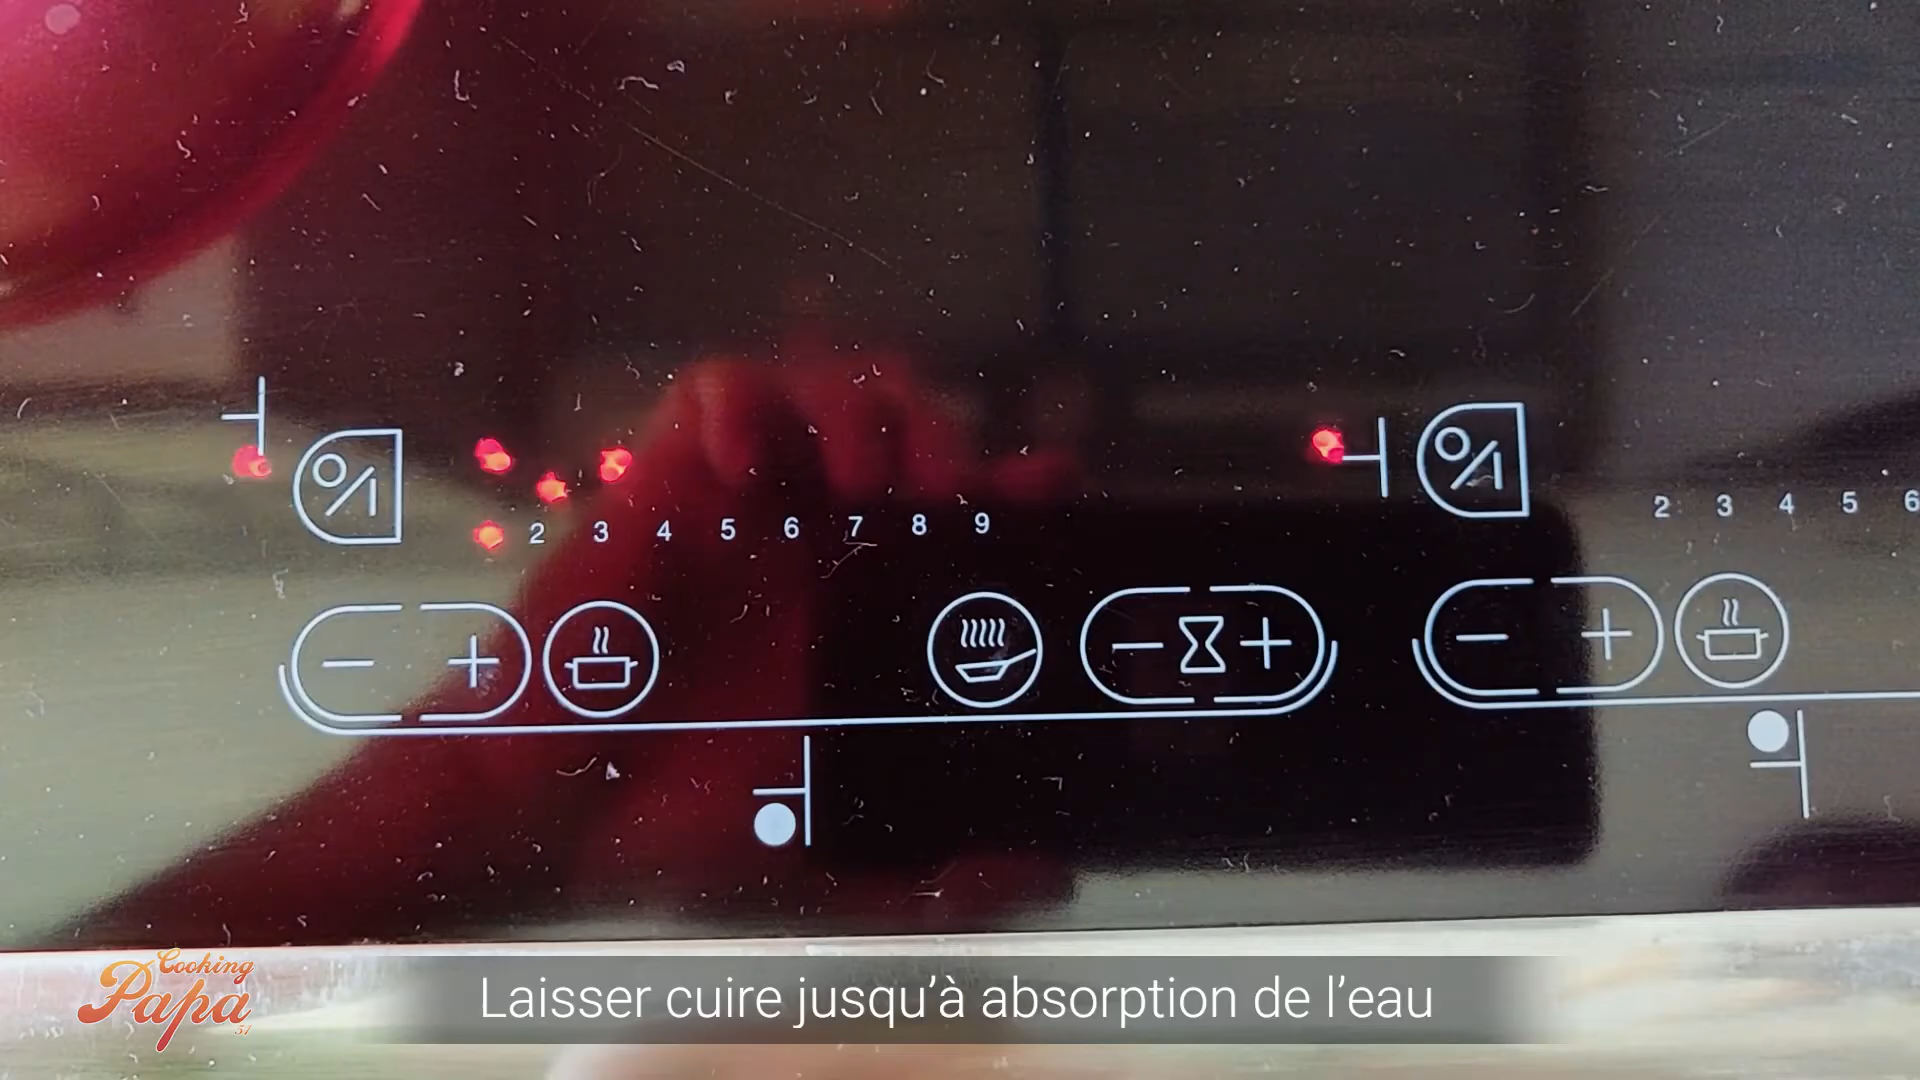 2 3 4 5 6 7 8 9
2 3 4 5 6
Cooking
Papa
51
Laisser cuire jusqu’à absorption de l’eau